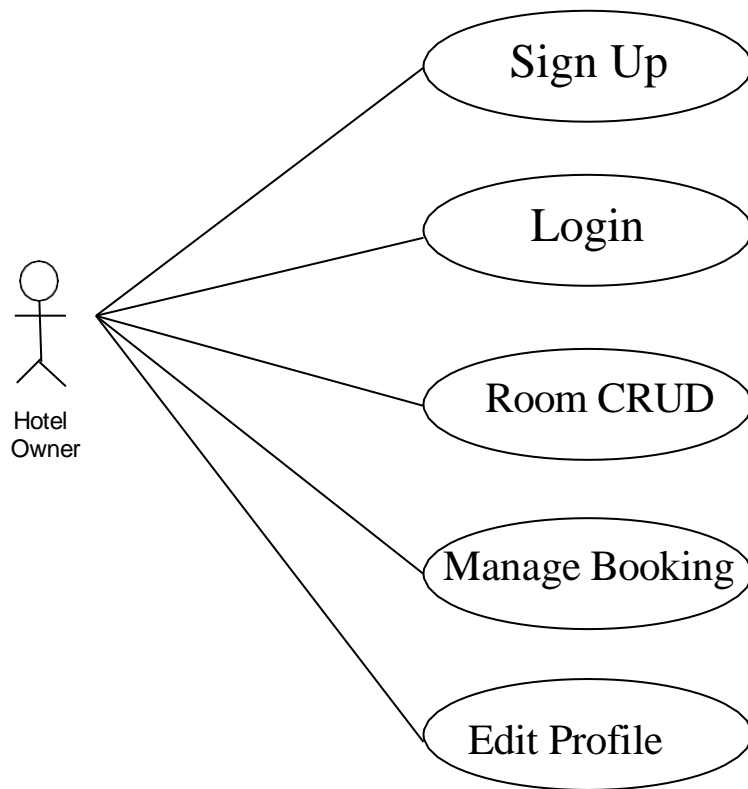 Sign Up
Login
Hotel
Owner
Room CRUD
Manage Booking
Edit Profile